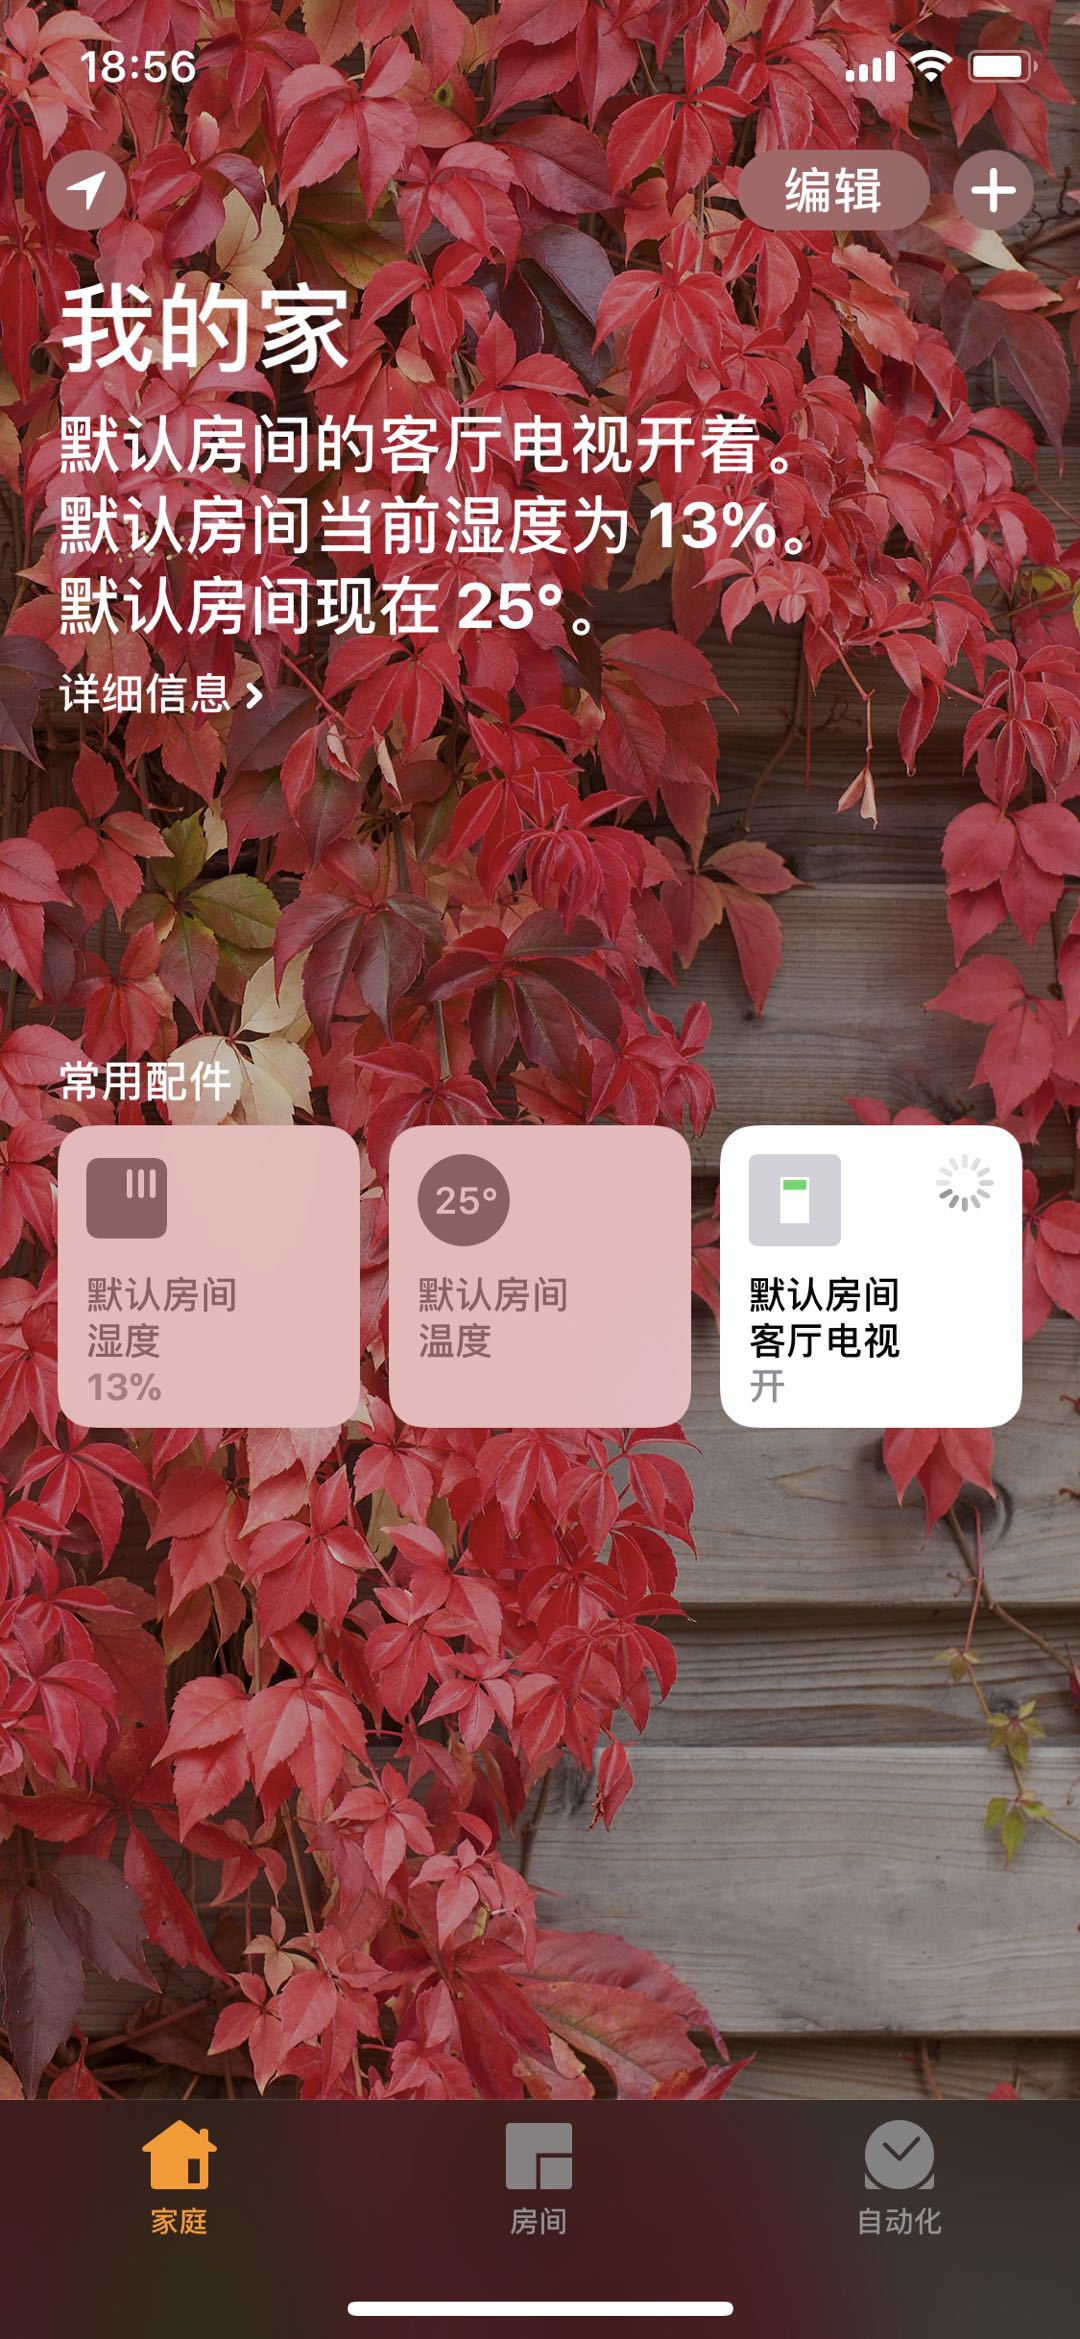 18:56
编辑
我的家
默认房间的客厅电视开着。
默认房间当前湿度为 13%。
默认房间现在 25°。
详细信息 >
常用配件
默认房间
湿度
13%
25°
默认房间
温度
默认房间
客厅电视
开
家庭
房间
自动化